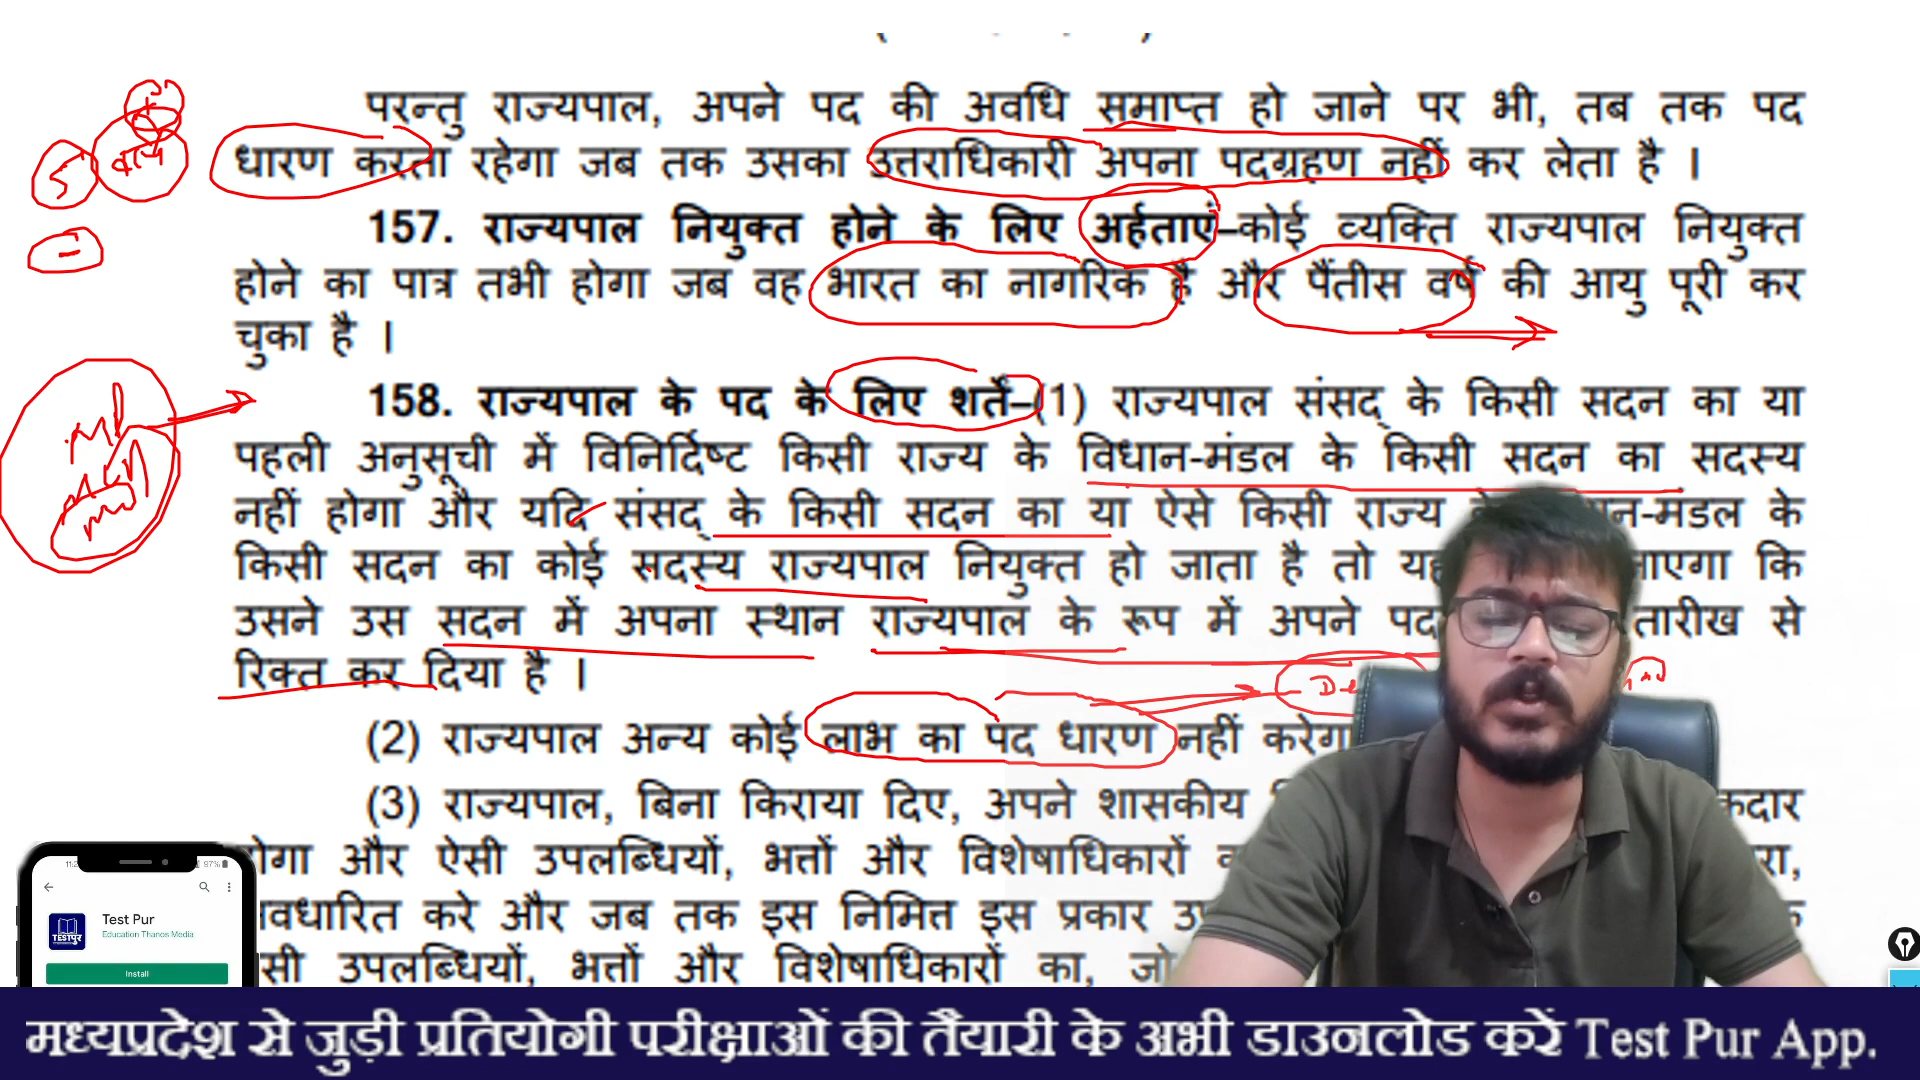 परन्तु राज्यपाल, अपने पद की अवधि समाप्त हो जाने पर भी, तब तक पद
धारण करता रहेगा जब तक उसका उत्तराधिकारी अपना पदग्रहण नहीं कर लेता है ।
5
157. राज्यपाल नियुक्त होने के लिए अर्हताएं–कोई व्यक्ति राज्यपाल नियुक्त
होने का पात्र तभी होगा जब वह भारत का नागरिक है और पैंतीस वर्ष की आयु पूरी कर
चुका है ।
158. राज्यपाल के पद के लिए शर्तें–(1) राज्यपाल संसद् के किसी सदन का या
पहली अनुसूची में विनिर्दिष्ट किसी राज्य के विधान-मंडल के किसी सदन का सदस्य
नहीं होगा और यदि संसद् के किसी सदन का या ऐसे किसी राज्य के मंडल के
किसी सदन का कोई सदस्य राज्यपाल नियुक्त हो जाता है तो कि
उसने उस सदन में अपना स्थान राज्यपाल के रूप में अपने पद तारीख से
रिक्त कर दिया है ।
(2) राज्यपाल अन्य कोई लाभ का पद धारण नहीं करेगा
(3) राज्यपाल, बिना किराया दिए, अपने शासकीय
और ऐसी उपलब्धियों, भत्तों और विशेषाधिकारों
करे और जब तक इस निमित्त इस प्रकार
उपलब्धियों, भत्तों और विशेषाधिकारों का, जो
97%
Test Pur
Education Thanos Media
टेस्टपुर
Install
मध्यप्रदेश से जुड़ी प्रतियोगी परीक्षाओं की तैयारी के अभी डाउनलोड करें Test Pur App.